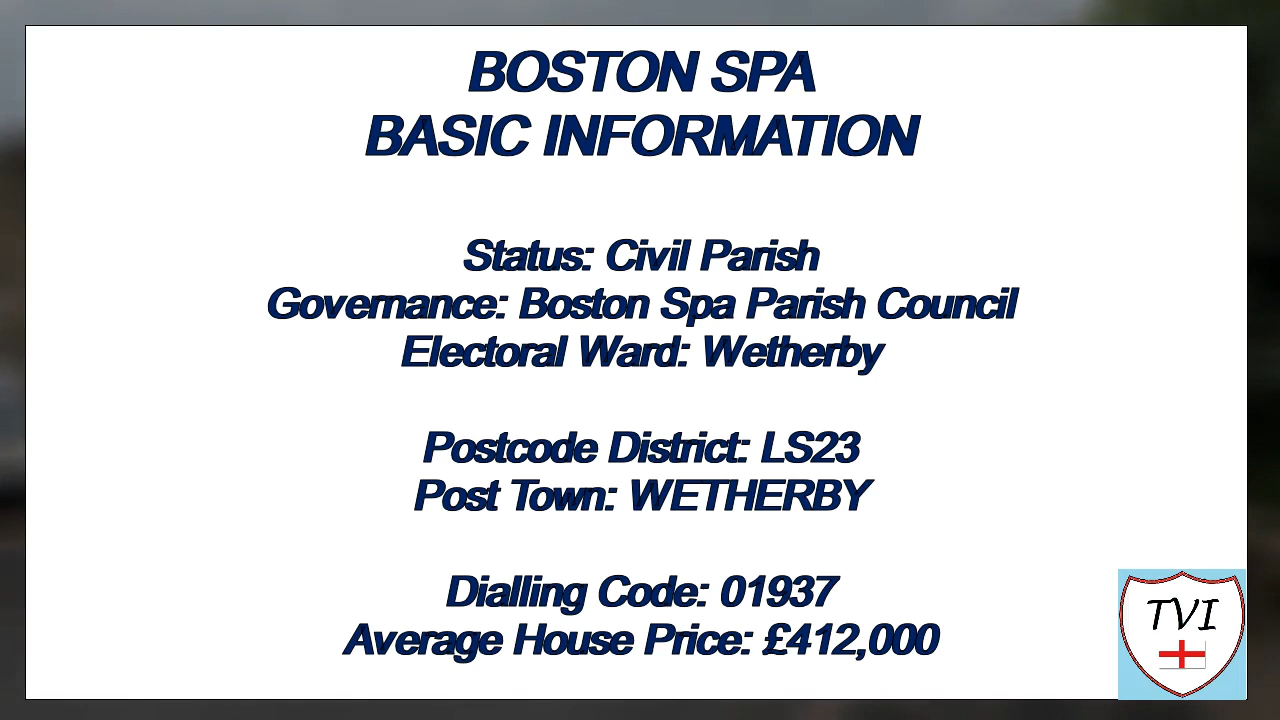 BOSTON SPA
BASIC INFORMATION
Status: Civil Parish
Governance: Boston Spa Parish Council
Electoral Ward: Wetherby
Postcode District: LS23
Post Town: WETHERBY
Dialling Code: 01937
Average House Price: £412,000
TVI